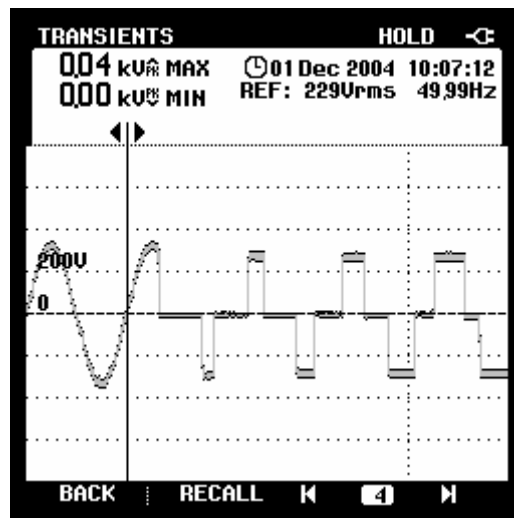 TRANSIENTS HOLD
0,04 kV MAX 01 Dec 2004 10:07:12
0,00 kV MIN REF: 229Vrms 49,99Hz
200V
0
BACK RECALL 4